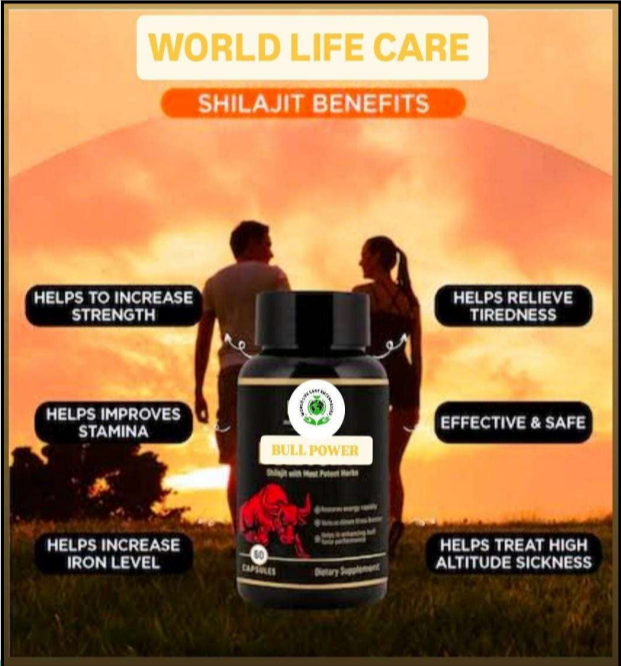 WORLD LIFE CARE
SHILAJIT BENEFITS
HELPS TO INCREASE
STRENGTH
HELPS RELIEVE
TIREDNESS
HELPS IMPROVES
STAMINA
EFFECTIVE & SAFE
HELPS INCREASE
IRON LEVEL
HELPS TREAT HIGH
ALTITUDE SICKNESS
BULL POWER
Shilajit with Most Potent Herbs
60
CAPSULES
Dietary Supplement